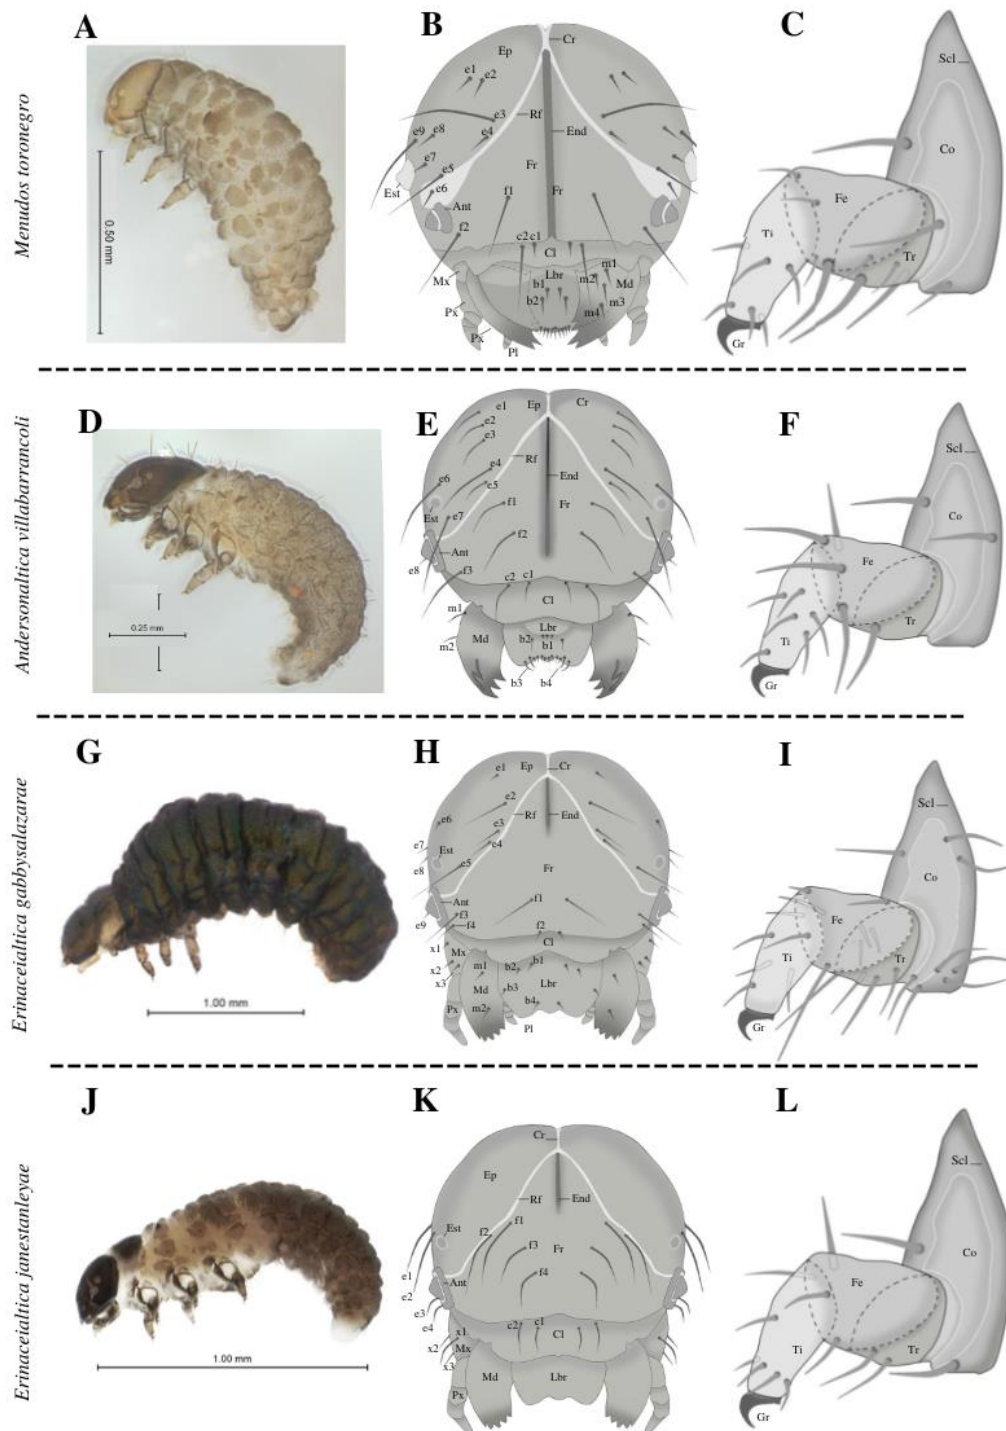 Menudos toronegro
A
0.50 mm
B
Ep
Cr
e1
e2
e3
Rf
e9
e8
e4
End
e7
e5
Fr
Est
e6
f1
Fr
Ant
f2
c2
c1
Cl
m1
Mx
Lbr
m2
Md
b1
Px
b2
m3
m4
Px
Pl
C
Scl
Co
Fe
Ti
Tr
Gr
Andersonaltica villabarrancoli
D
0.25 mm
E
e1
Ep
Cr
e2
e3
Rf
e4
e6
End
e5
f1
Fr
Est
e7
f2
Ant
e8
f3
c2
c1
Cl
m1
Lbr
Md
b2
b1
m2
b3
b4
F
Scl
Co
Fe
Ti
Tr
Gr
Erinaceialtica gabbysalazarae
G
1.00 mm
H
e1
Ep
Cr
e2
e6
Rf
End
e3
e7
Est
e4
e8
e5
Fr
Ant
f1
f3
e9
f4
f2
x1
Cl
Mx
x2
m1
b2
b1
x3
Md
b3
Lbr
Px
m2
b4
Pl
I
Scl
Co
Fe
Ti
Tr
Gr
Erinaceialtica janestanleyae
J
1.00 mm
K
Cr
Ep
Rf
End
Est
f1
f2
f3
Fr
e1
Ant
f4
e2
e3
e4
c2
c1
x1
Cl
x2
Mx
x3
Md
Lbr
Px
L
Scl
Co
Fe
Ti
Tr
Gr